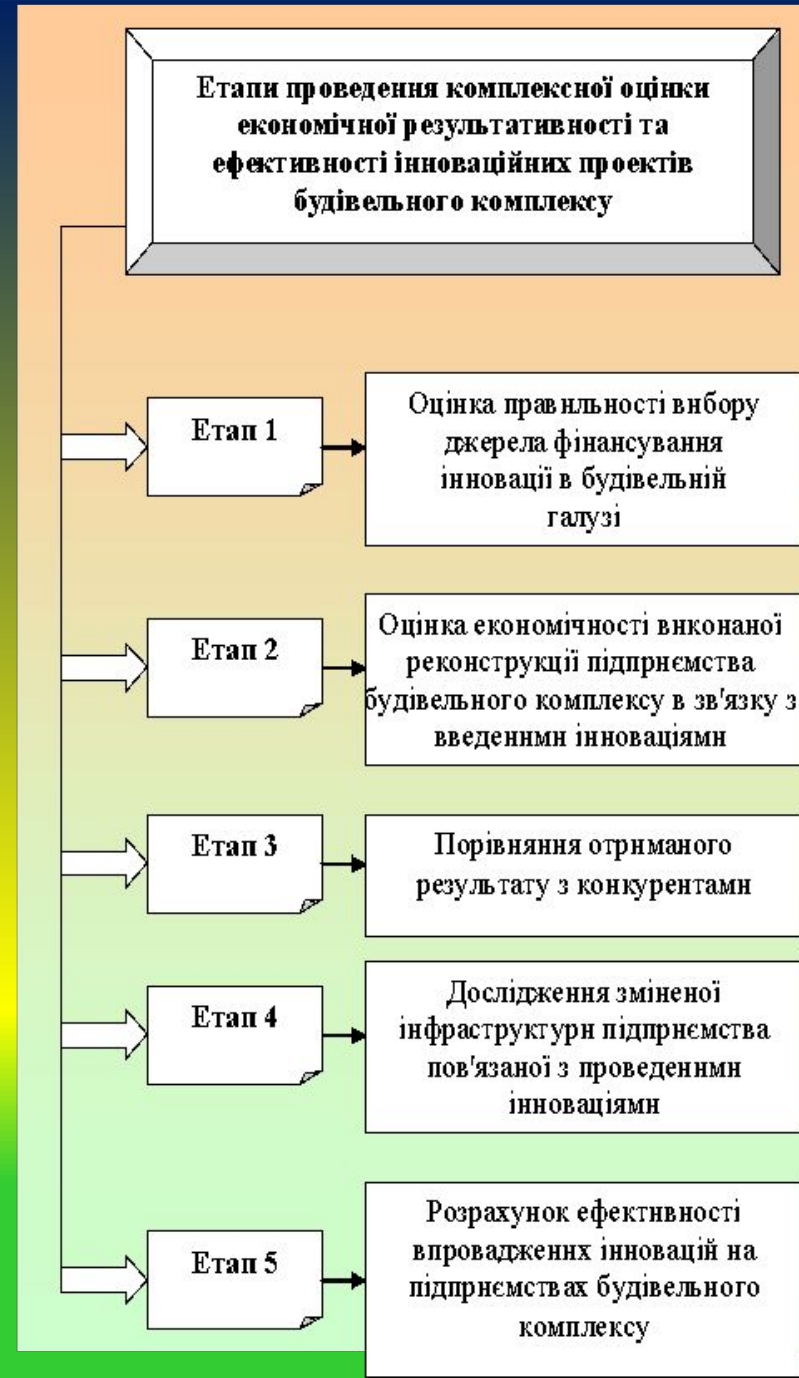 Етапи проведення комплексної оцінки
економічної результативності та
ефективності інноваційних проектів
будівельного комплексу
Етап 1
Оцінка правильності вибору
джерела фінансування
інновації в будівельній
галузі
Етап 2
Оцінка економічності виконаної
реконструкції підприємства
будівельного комплексу в зв'язку з
введеними інноваціями
Етап 3
Порівняння отриманого
результату з конкурентами
Етап 4
Дослідження зміненої
інфраструктури підприємства
пов'язаної з проведеними
інноваціями
Етап 5
Розрахунок ефективності
впроваджених інновацій на
підприємствах будівельного
комплексу